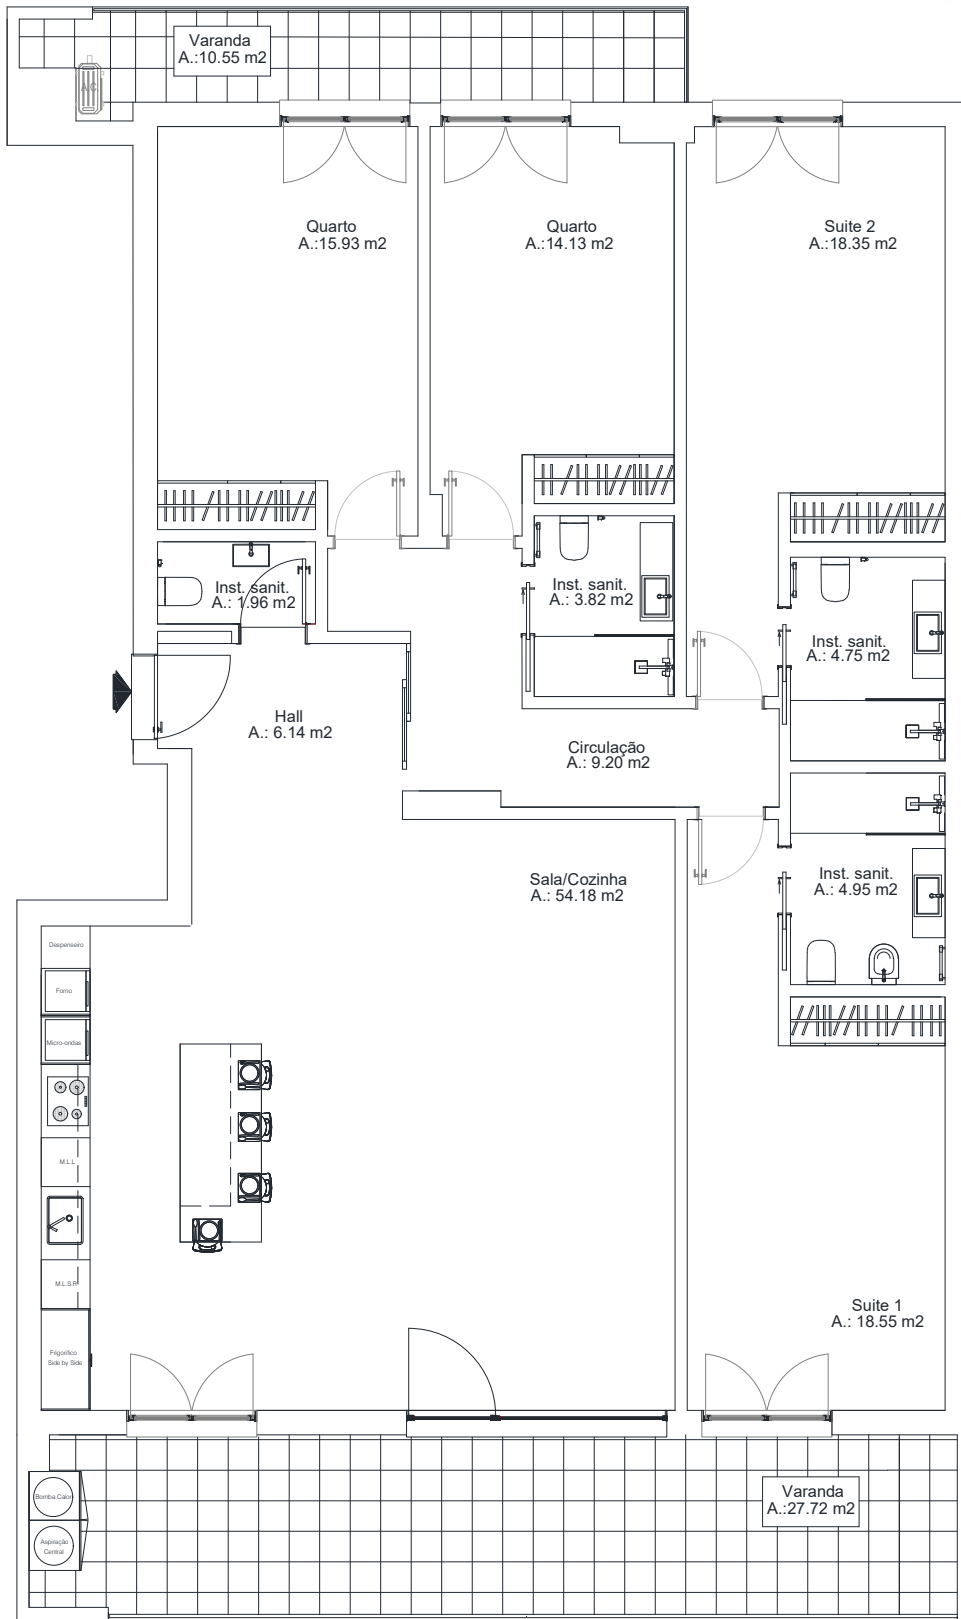 Varanda
A.:10.55 m2
A/C
Quarto
A.:15.93 m2
Quarto
A.:14.13 m2
Suite 2
A.:18.35 m2
Inst. sanit.
A.: 1.96 m2
Inst. sanit.
A.: 3.82 m2
Inst. sanit.
A.: 4.75 m2
Hall
A.: 6.14 m2
Circulação
A.: 9.20 m2
Sala/Cozinha
A.: 54.18 m2
Inst. sanit.
A.: 4.95 m2
Despenseiro
Forno
Micro-ondas
M.L.L
M.L.S.R
Frigorífico
Side by Side
Suite 1
A.: 18.55 m2
Bomba Calor
Aspiração
Central
Varanda
A.:27.72 m2